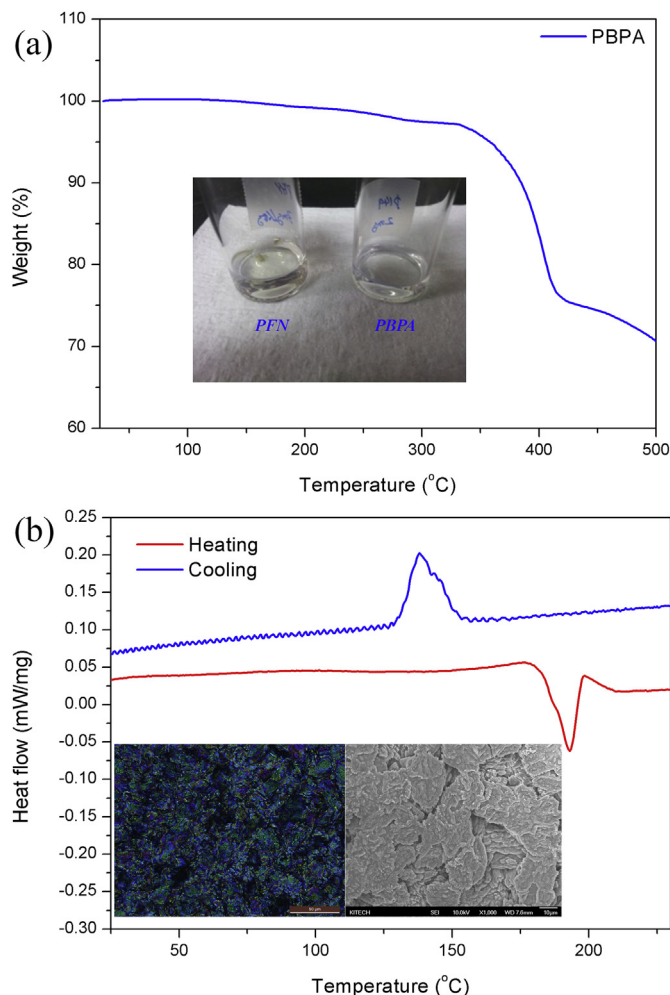 (a)
110
100
90
80
70
60
Weight (%)
PBPA
PFN
PBPA
100
200
300
400
500
Temperature (°C)
(b)
0.25
0.20
0.15
0.10
0.05
0.00
-0.05
-0.10
-0.15
-0.20
-0.25
-0.30
Heat flow (mW/mg)
Heating
Cooling
KITECH SEI 10.0kV X1,000 WD 7.6mm 10μm
50
100
150
200
Temperature (°C)